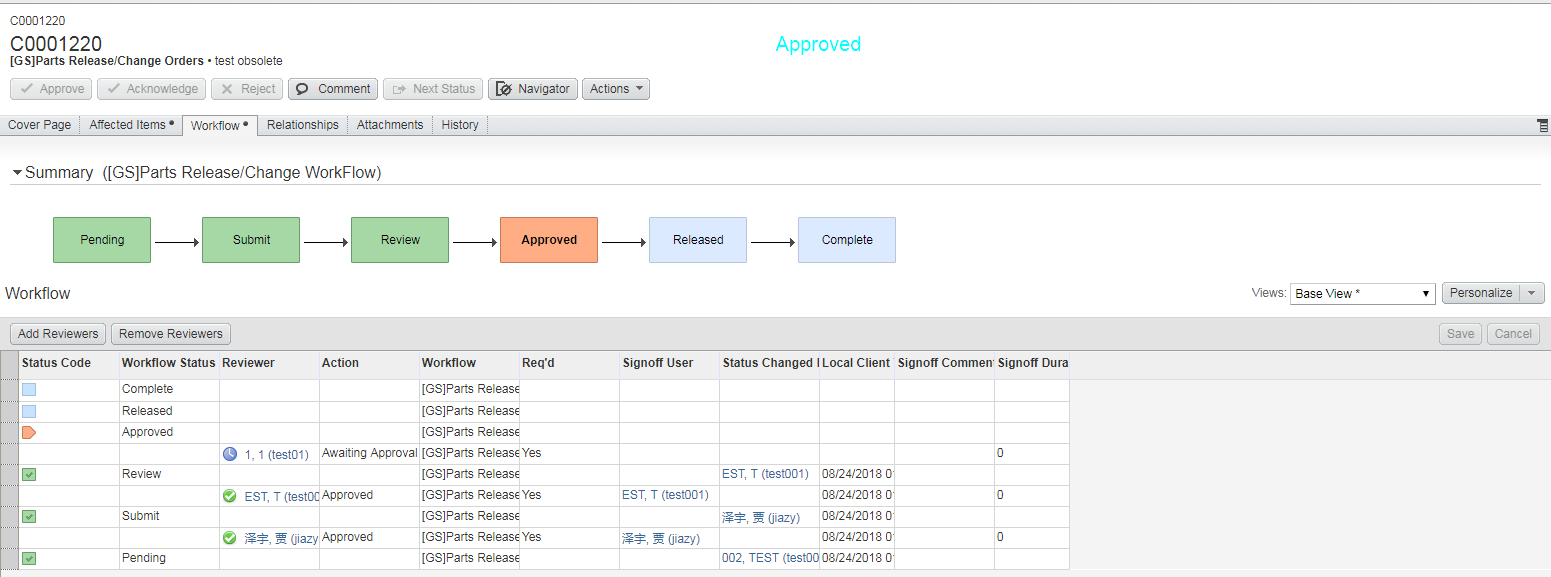 C0001220
C0001220
Approved
[GS]Parts Release/Change Orders • test obsolete
Approve Acknowledge Reject Comment Next Status Navigator Actions
Cover Page Affected Items • Workflow • Relationships Attachments History
Summary ([GS]Parts Release/Change WorkFlow)
Pending Submit Review Approved Released Complete
Workflow Views: Base View * Personalize
Add Reviewers Remove Reviewers Save Cancel
Status Code Workflow Status Reviewer Action Workflow Req'd Signoff User Status Changed Local Client Signoff Commen Signoff Dura
Complete [GS]Parts Release
Released [GS]Parts Release
Approved [GS]Parts Release
1, 1 (test01) Awaiting Approval [GS]Parts Release Yes 0
Review [GS]Parts Release EST, T (test001) 08/24/2018 0
EST, T (test00 Approved [GS]Parts Release Yes EST, T (test001) 08/24/2018 0 0
Submit [GS]Parts Release 泽宇, 贾 (jiazy) 08/24/2018 0
泽宇, 贾 (jiazy Approved [GS]Parts Release Yes 泽宇, 贾 (jiazy) 08/24/2018 0 0
Pending [GS]Parts Release 002, TEST (test00 08/24/2018 0